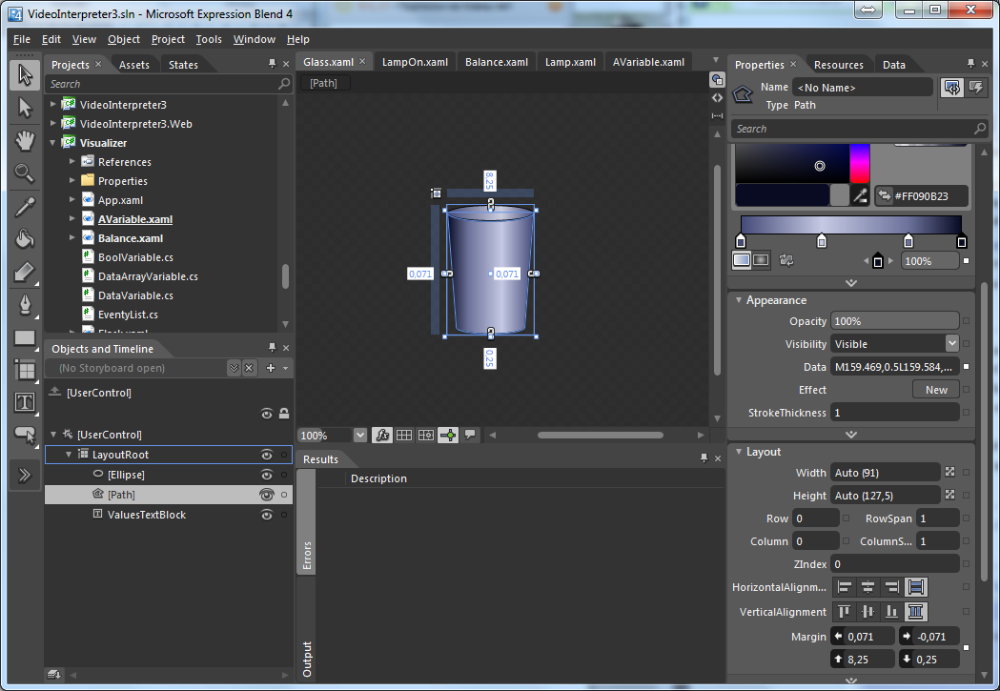 VideoInterpreter3.sln - Microsoft Expression Blend 4
File Edit View Object Project Tools Window Help
Projects × Assets States
Search
VideoInterpreter3
VideoInterpreter3.Web
Visualizer
References
Properties
App.xaml
AVariable.xaml
Balance.xaml
BoolVariable.cs
DataArrayVariable.cs
DataVariable.cs
EventyList.cs
Objects and Timeline
(No Storyboard open)
[UserControl]
[UserControl]
LayoutRoot
[Ellipse]
[Path]
ValuesTextBlock
Glass.xaml × LampOn.xaml Balance.xaml Lamp.xaml AVariable.xaml
[Path]
8,25
0,071 0,071
0,25
100%
Results
Description
Errors
Output
Properties × Resources Data
Name <No Name>
Type Path
Search
#FF090B23
100%
Appearance
Opacity 100%
Visibility Visible
Data M159.469,0.5L159.584,...
Effect New
StrokeThickness 1
Layout
Width Auto (91)
Height Auto (127,5)
Row 0 RowSpan 1
Column 0 ColumnS... 1
ZIndex 0
HorizontalAlignm...
VerticalAlignment
Margin 0,071 -0,071
8,25 0,25